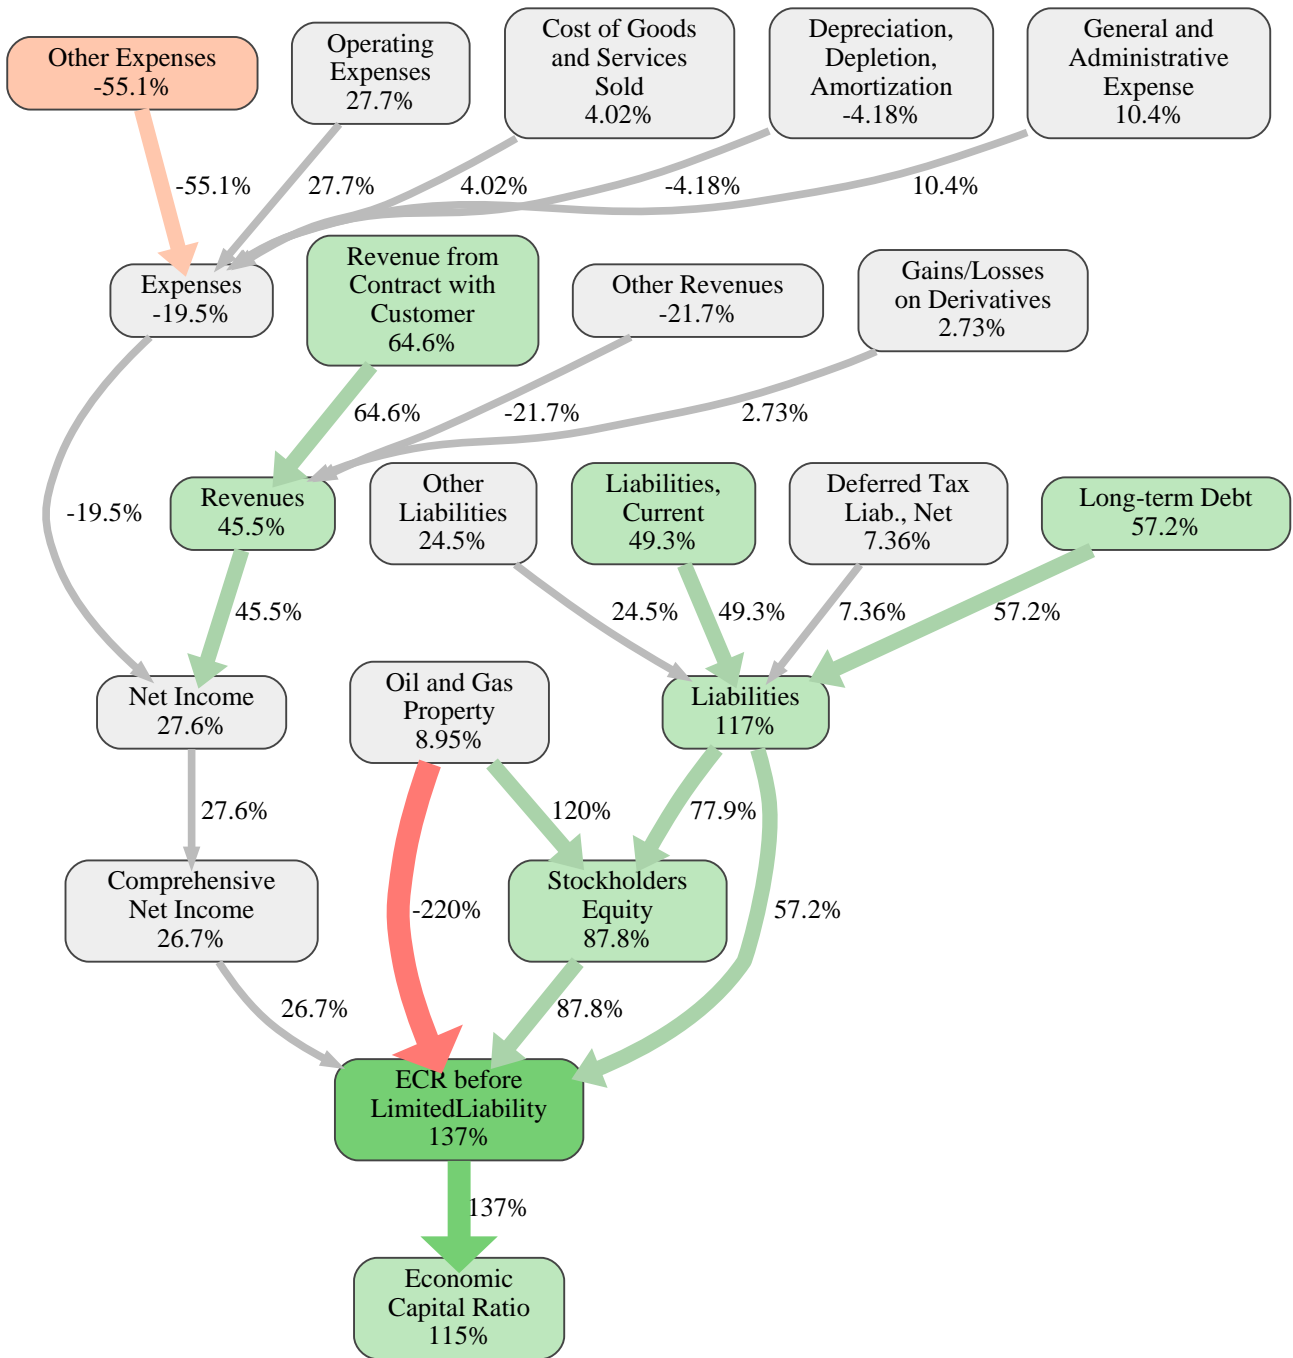 Other Expenses
-55.1%
Operating
Expenses
27.7%
Cost of Goods
and Services
Sold
4.02%
Depreciation,
Depletion,
Amortization
-4.18%
General and
Administrative
Expense
10.4%
-55.1%
27.7%
4.02%
-4.18%
10.4%
Expenses
-19.5%
Revenue from
Contract with
Customer
64.6%
Other Revenues
-21.7%
Gains/Losses
on Derivatives
2.73%
64.6%
-21.7%
2.73%
-19.5%
Revenues
45.5%
Other
Liabilities
24.5%
Liabilities,
Current
49.3%
Deferred Tax
Liab., Net
7.36%
Long-term Debt
57.2%
45.5%
24.5%
49.3%
7.36%
57.2%
Net Income
27.6%
Oil and Gas
Property
8.95%
Liabilities
117%
27.6%
120%
77.9%
Comprehensive
Net Income
26.7%
-220%
Stockholders
Equity
87.8%
57.2%
26.7%
87.8%
ECR before
LimitedLiability
137%
137%
Economic
Capital Ratio
115%